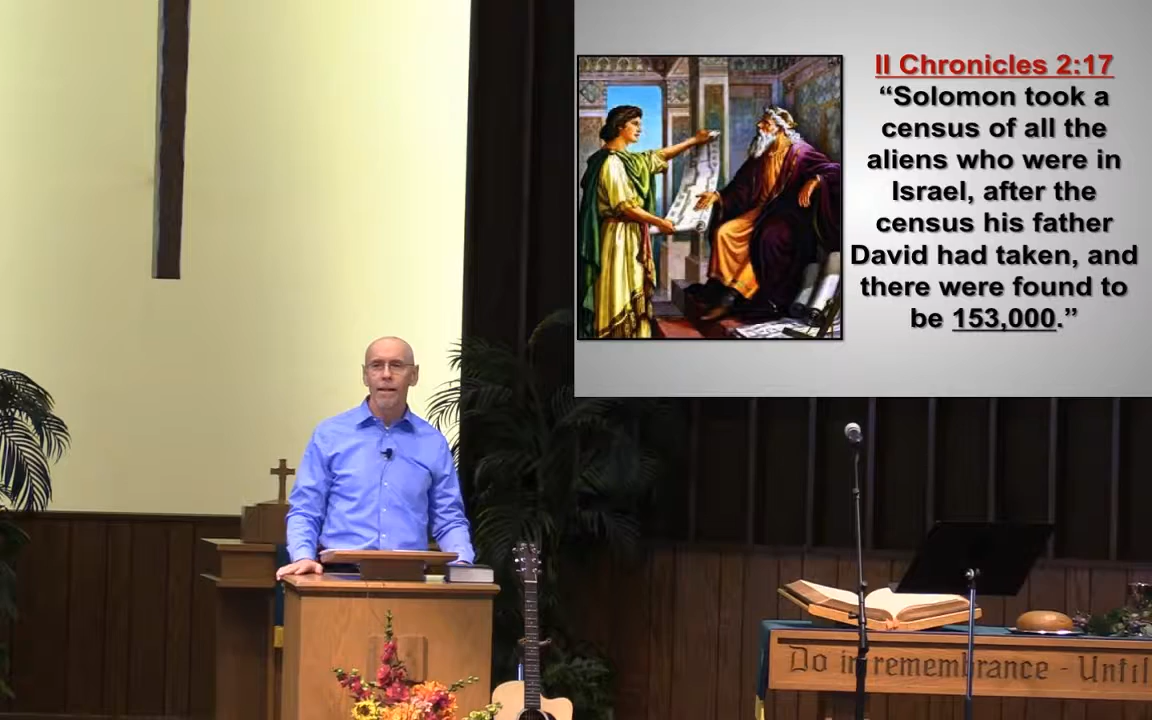 II Chronicles 2:17
“Solomon took a
census of all the
aliens who were in
Israel, after the
census his father
David had taken, and
there were found to
be 153,000.”
Do in remembrance - Until